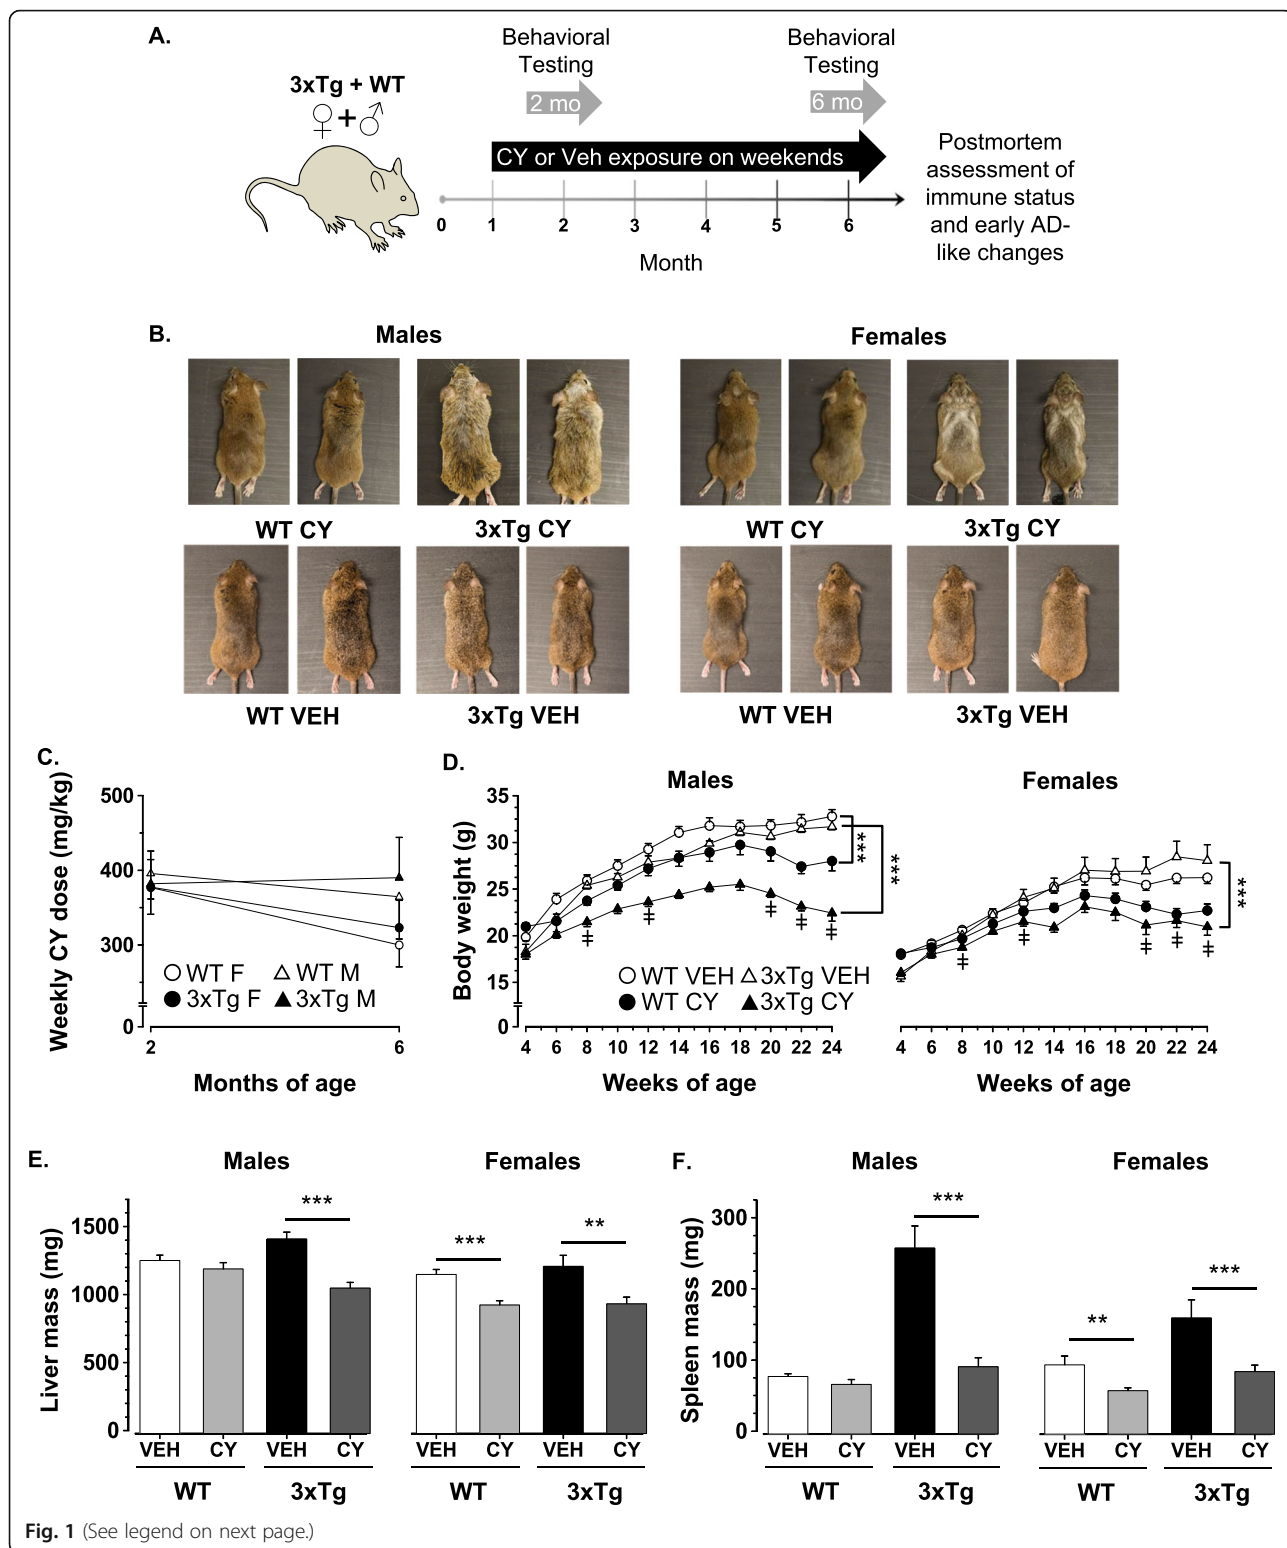 A.
3xTg + WT
♀+♂
Behavioral
Testing
2 mo
Behavioral
Testing
6 mo
CY or Veh exposure on weekends
0 1 2 3 4 5 6
Month
Postmortem
assessment of
immune status
and early AD-
like changes
B.
Males
Females
WT CY
3xTg CY
WT CY
3xTg CY
WT VEH
3xTg VEH
WT VEH
3xTg VEH
C.
Weekly CY dose (mg/kg)
500
400
300
0
WT F
WT M
3xTg F
3xTg M
2 6
Months of age
D.
Males
Body weight (g)
35
30
25
20
15
0
***
***
‡
‡
‡
‡
‡
WT VEH
3xTg VEH
WT CY
3xTg CY
4 6 8 10 12 14 16 18 20 22 24
Weeks of age
Females
***
‡
‡
‡
‡
‡
4 6 8 10 12 14 16 18 20 22 24
Weeks of age
E.
Males
Females
Liver mass (mg)
1500
1000
500
0
***
***
**
VEH CY VEH CY
WT 3xTg
VEH CY VEH CY
WT 3xTg
F.
Males
Females
Spleen mass (mg)
300
200
100
0
***
**
***
VEH CY VEH CY
WT 3xTg
VEH CY VEH CY
WT 3xTg
Fig. 1 (See legend on next page.)